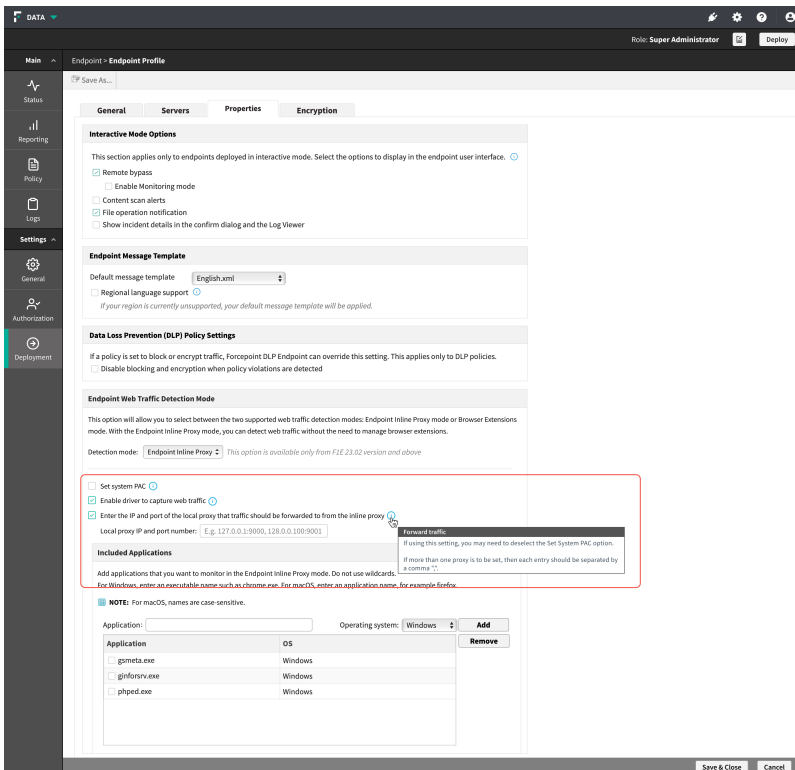 DATA
Role: Super Administrator
Deploy
Main
Endpoint > Endpoint Profile
Save As...
Status
Reporting
Policy
Logs
Settings
General
Authorization
Deployment
General
Servers
Properties
Encryption
Interactive Mode Options
This section applies only to endpoints deployed in interactive mode. Select the options to display in the endpoint user interface.
Remote bypass
Enable Monitoring mode
Content scan alerts
File operation notification
Show incident details in the confirm dialog and the Log Viewer
Endpoint Message Template
Default message template English.xml
Regional language support
If your region is currently unsupported, your default message template will be applied.
Data Loss Prevention (DLP) Policy Settings
If a policy is set to block or encrypt traffic, Forcepoint DLP Endpoint can override this setting. This applies only to DLP policies.
Disable blocking and encryption when policy violations are detected
Endpoint Web Traffic Detection Mode
This option will allow you to select between the two supported web traffic detection modes: Endpoint Inline Proxy mode or Browser Extensions
mode. With the Endpoint Inline Proxy mode, you can detect web traffic without the need to manage browser extensions.
Detection mode: Endpoint Inline Proxy This option is available only from F1E 23.02 version and above
Set system PAC
Enable driver to capture web traffic
Enter the IP and port of the local proxy that traffic should be forwarded to from the inline proxy
Local proxy IP and port number: E.g. 127.0.0.1:9000, 128.0.0.100:9001
Forward traffic
If using this setting, you may need to deselect the Set System PAC option.
If more than one proxy is to be set, then each entry should be separated by
a comma ",".
Included Applications
Add applications that you want to monitor in the Endpoint Inline Proxy mode. Do not use wildcards.
For Windows, enter an executable name such as chrome exe. For macOS, enter an application name, for example firefox.
NOTE: For macOS, names are case-sensitive.
Application:
Operating system: Windows
Add
Application
OS
Remove
gsmeta.exe Windows
ginforsrv.exe Windows
phped.exe Windows
Save & Close
Cancel